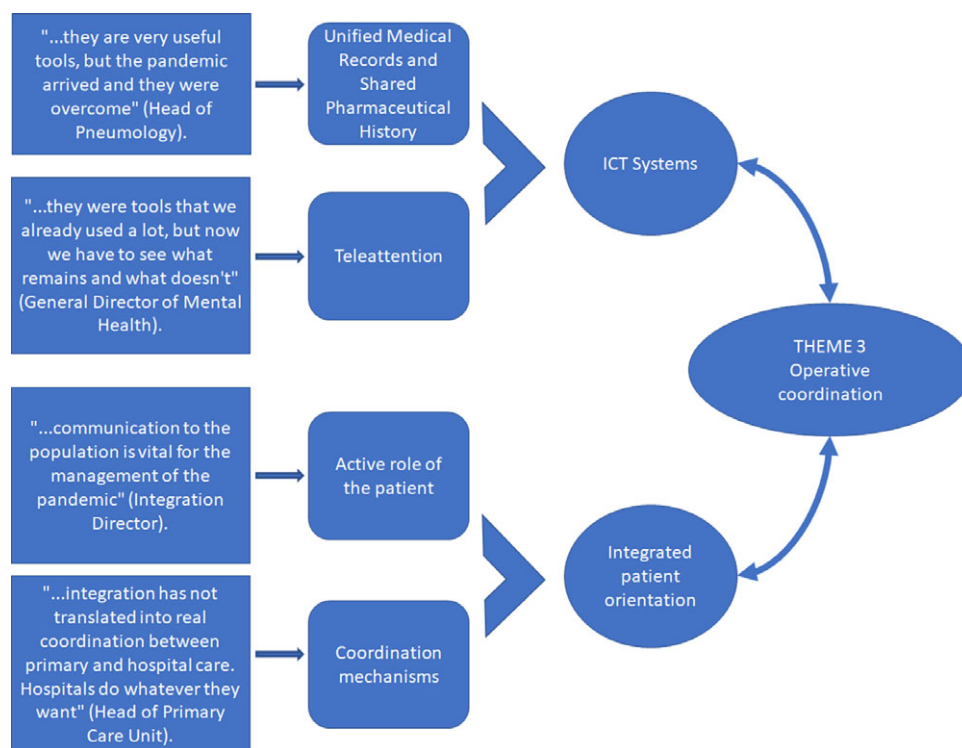 "...they are very useful
tools, but the pandemic
arrived and they were
overcome" (Head of
Pneumology).
Unified Medical
Records and
Shared
Pharmaceutical
History
ICT Systems
"...they were tools that we
already used a lot, but now
we have to see what
remains and what doesn't"
(General Director of Mental
Health).
Teleattention
THEME 3
Operative
coordination
"...communication to the
population is vital for the
management of the
pandemic" (Integration
Director).
Active role of
the patient
Integrated
patient
orientation
"...integration has not
translated into real
coordination between
primary and hospital care.
Hospitals do whatever they
want" (Head of Primary
Care Unit).
Coordination
mechanisms